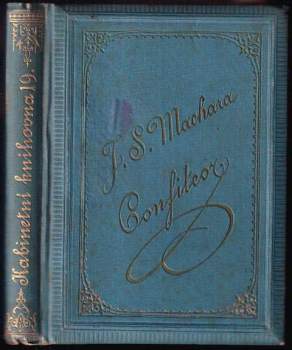 Kabinetní knihovna 19.
J. S. Machara
Confiteor